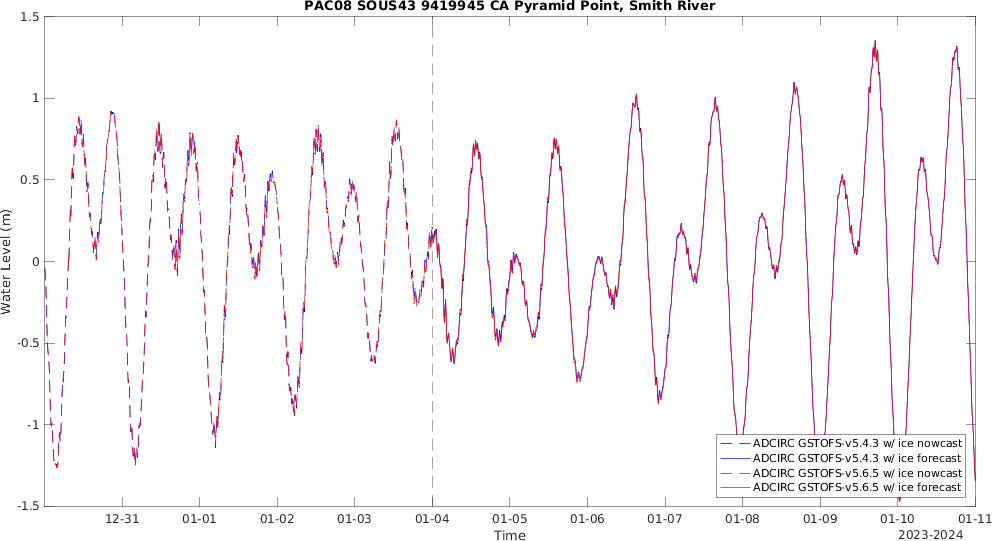 PAC08 SOUS43 9419945 CA Pyramid Point, Smith River
1.5
1
0.5
0
-0.5
-1
-1.5
Water Level (m)
ADCIRC GSTOFS-v5.4.3 w/ ice nowcast
ADCIRC GSTOFS-v5.4.3 w/ ice forecast
ADCIRC GSTOFS-v5.6.5 w/ ice nowcast
ADCIRC GSTOFS-v5.6.5 w/ ice forecast
12-31 01-01 01-02 01-03 01-04 01-05 01-06 01-07 01-08 01-09 01-10 01-11
Time
2023-2024